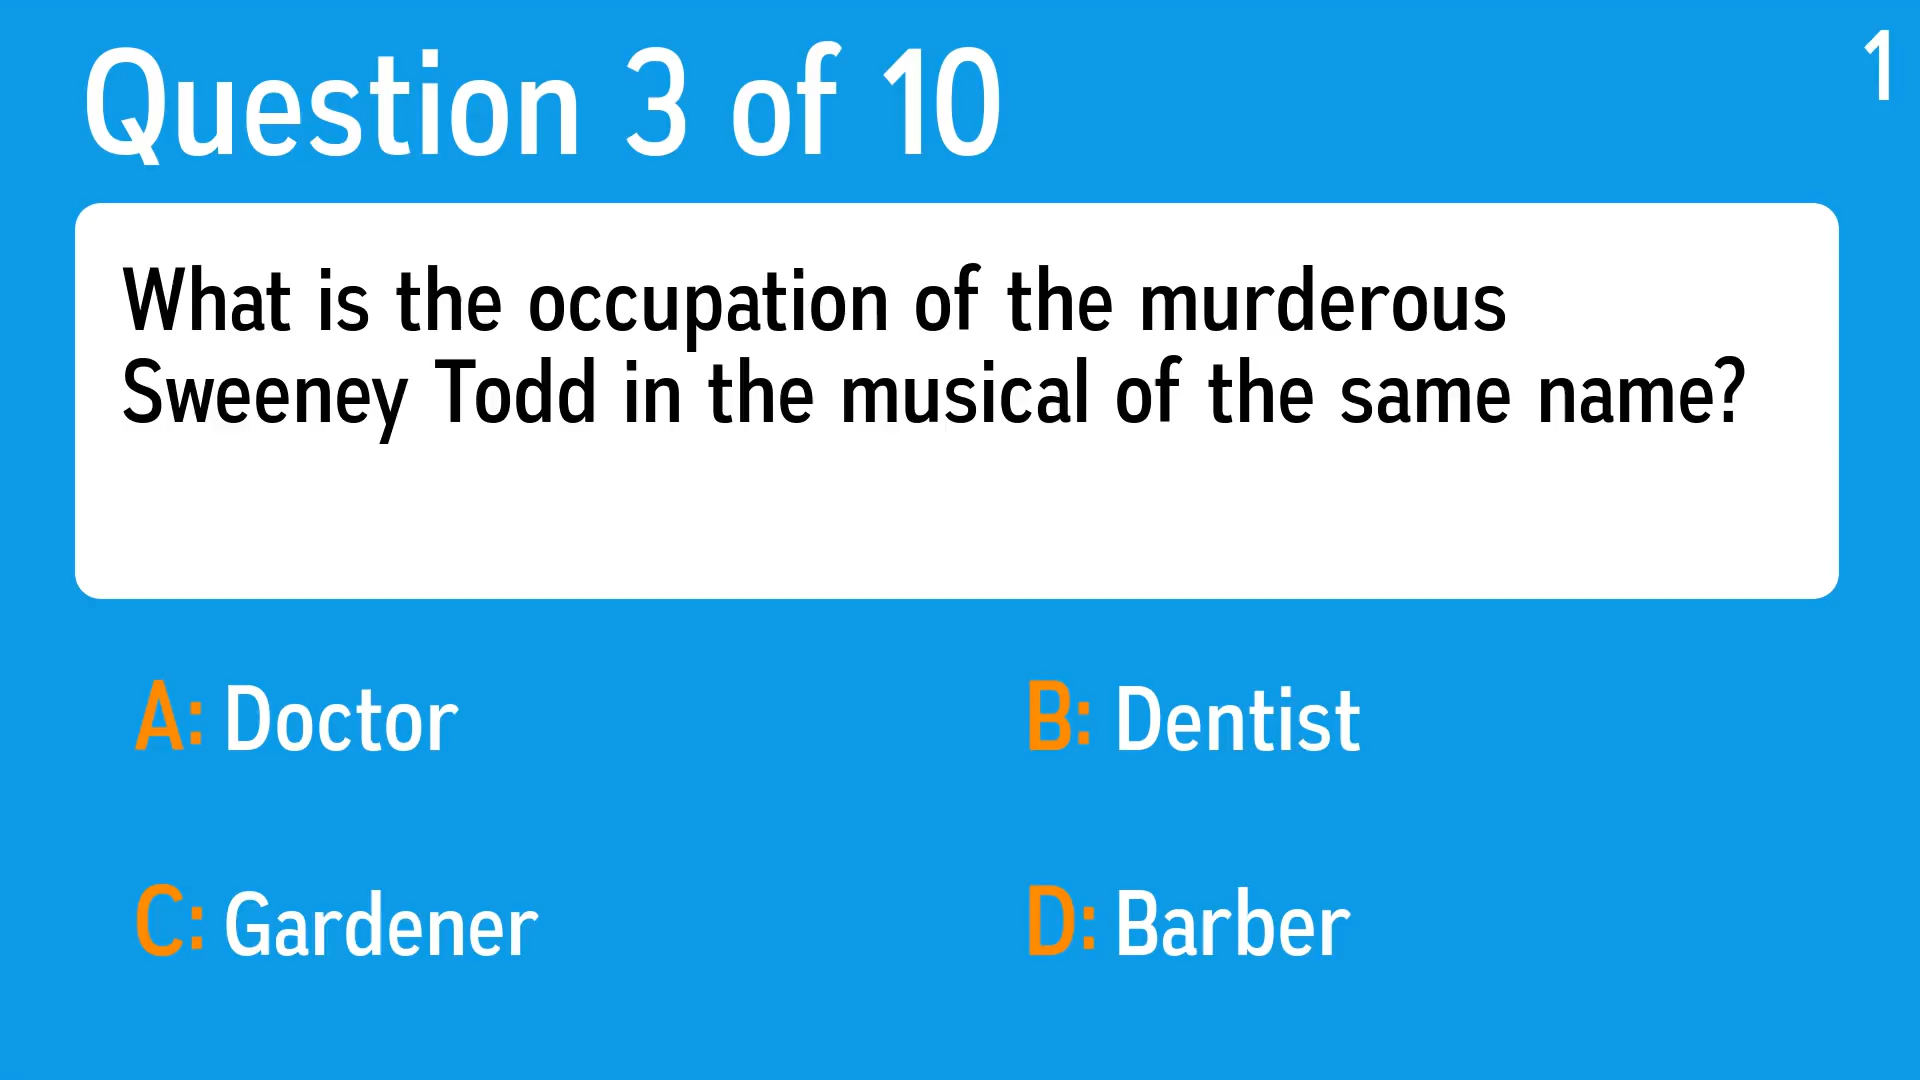 Question 3 of 10
1
What is the occupation of the murderous
Sweeney Todd in the musical of the same name?
A: Doctor
B: Dentist
C: Gardener
D: Barber